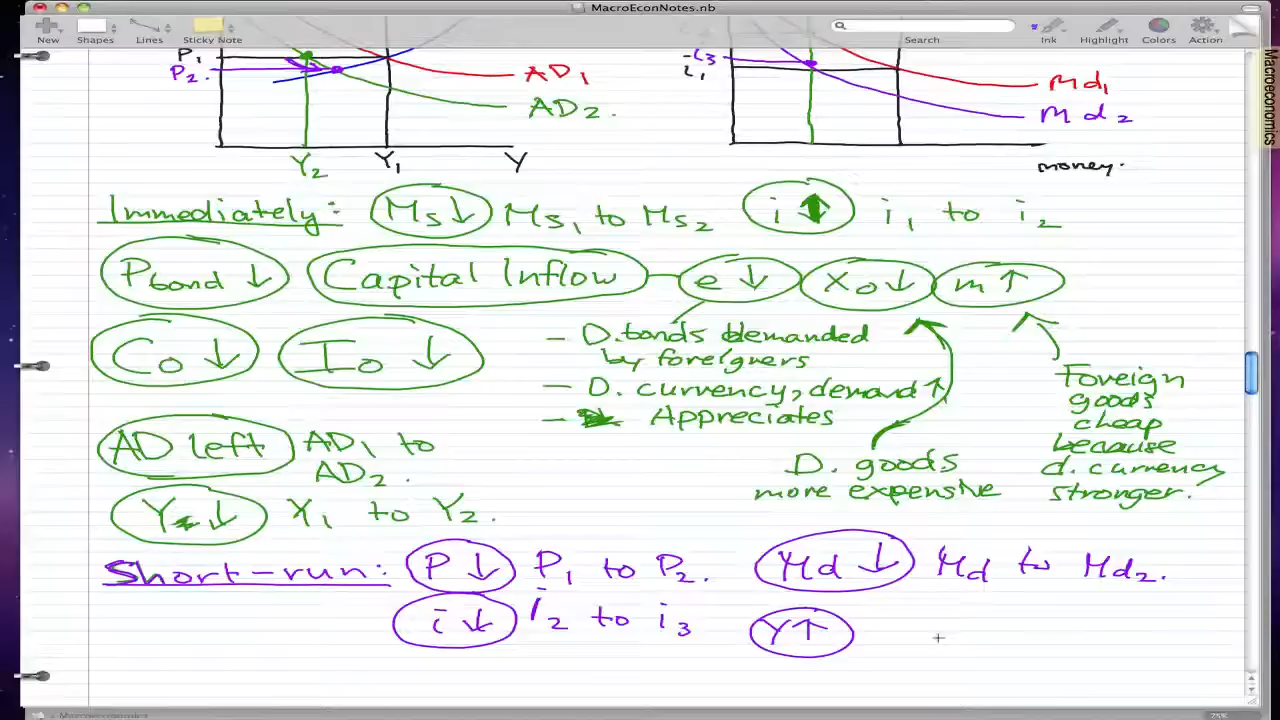 MacroEconNotes.nb
New Shapes Lines Sticky Note Search Ink Highlight Colors Action
Macroeconomics
P1
P2.
AD1
AD2.
Y2 Y1 Y
i3
i1
Md1
Md2
money.
Immediately: Ms↓ Ms1 to Ms2 i↑ i1 to i2
Pbond ↓ Capital Inflow e↓ Xo↓ m↑
Co↓ Io↓
- D. bonds demanded
by foreigners
- D. currency, demand↑
- Appreciates
D. goods
more expensive
Foreign
goods
cheap
because
d. currency
stronger.
AD left AD1 to
AD2.
Y↓ Y1 to Y2.
Short-run: P↓ P1 to P2. Md↓ Md to Md2.
i↓ i2 to i3 Y↑
Macroeconomics
75%